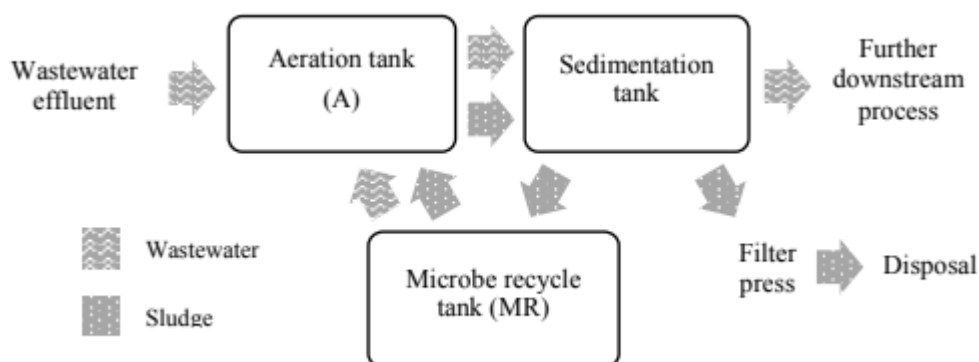 Wastewater
effluent
Aeration tank
(A)
Sedimentation
tank
Further
downstream
process
Wastewater
Sludge
Microbe recycle
tank (MR)
Filter
press
Disposal